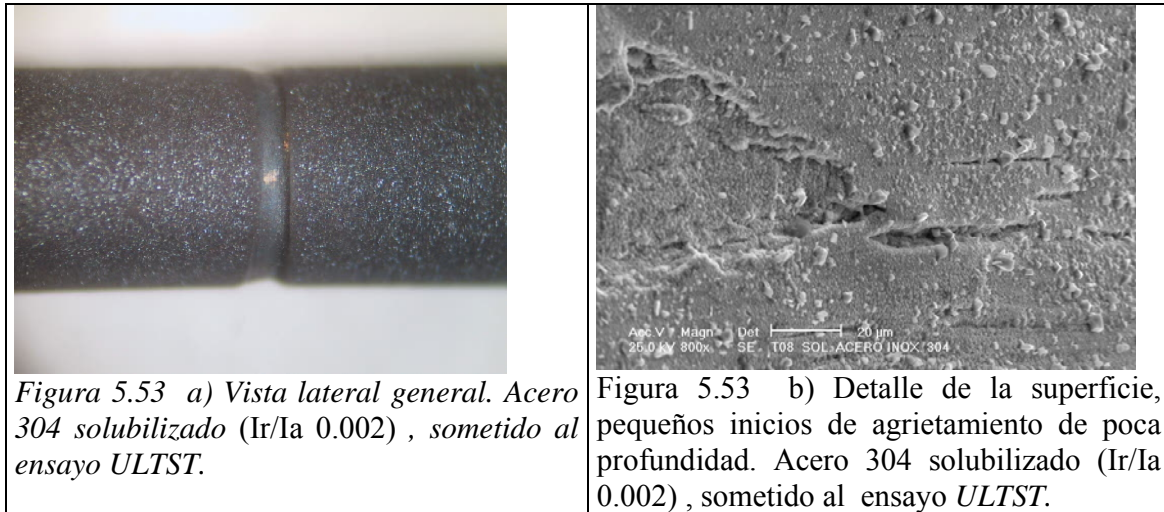 Acc.V Magn Det 20 µm
25.0 kV 800x SE T08 SOL-ACERO INOX. 304
Figura 5.53 a) Vista lateral general. Acero
304 solubilizado (Ir/Ia 0.002) , sometido al
ensayo ULTST.
Figura 5.53 b) Detalle de la superficie,
pequeños inicios de agrietamiento de poca
profundidad. Acero 304 solubilizado (Ir/Ia
0.002) , sometido al ensayo ULTST.